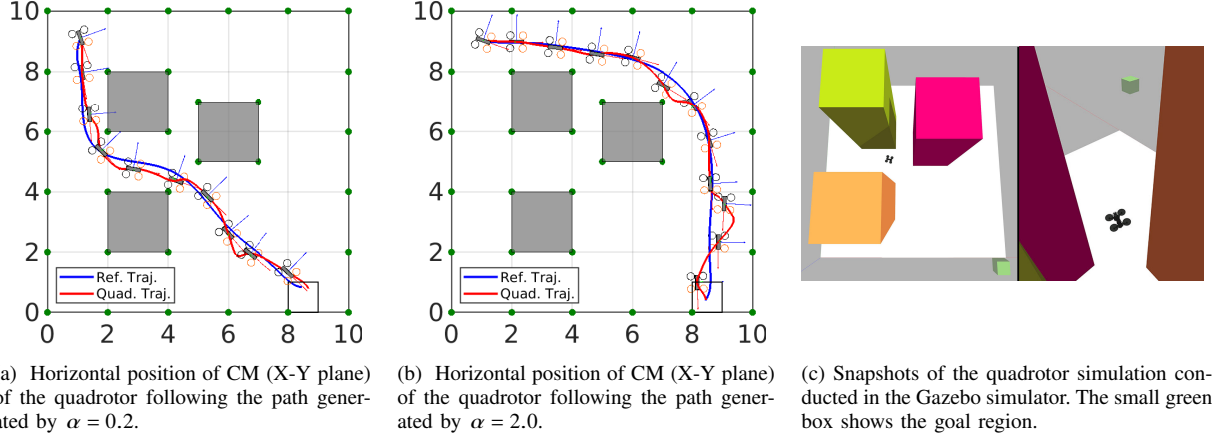 10
8
6
4
2
0
0
2
4
6
8
10
Ref. Traj.
Quad. Traj.
10
8
6
4
2
0
0
2
4
6
8
10
Ref. Traj.
Quad. Traj.
a) Horizontal position of CM (X-Y plane)
of the quadrotor following the path gener-
ated by α = 0.2.
(b) Horizontal position of CM (X-Y plane)
of the quadrotor following the path gener-
ated by α = 2.0.
(c) Snapshots of the quadrotor simulation con-
ducted in the Gazebo simulator. The small green
box shows the goal region.